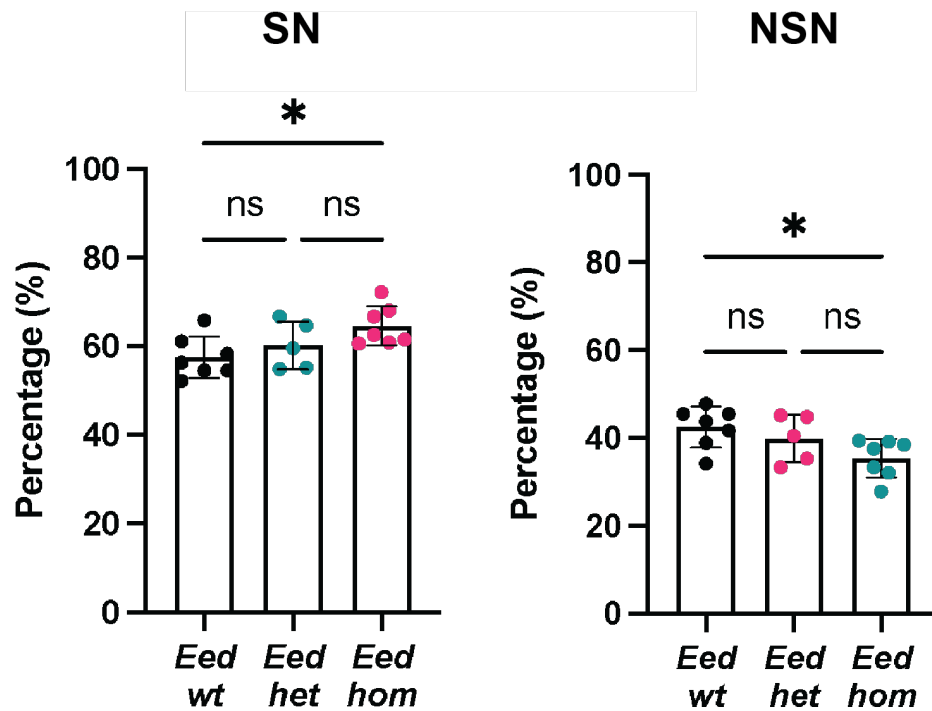 SN
*
100
ns
ns
80
60
40
20
0
Percentage (%)
Eed
wt
Eed
het
Eed
hom
NSN
100
*
80
ns
ns
60
40
20
0
Percentage (%)
Eed
wt
Eed
het
Eed
hom